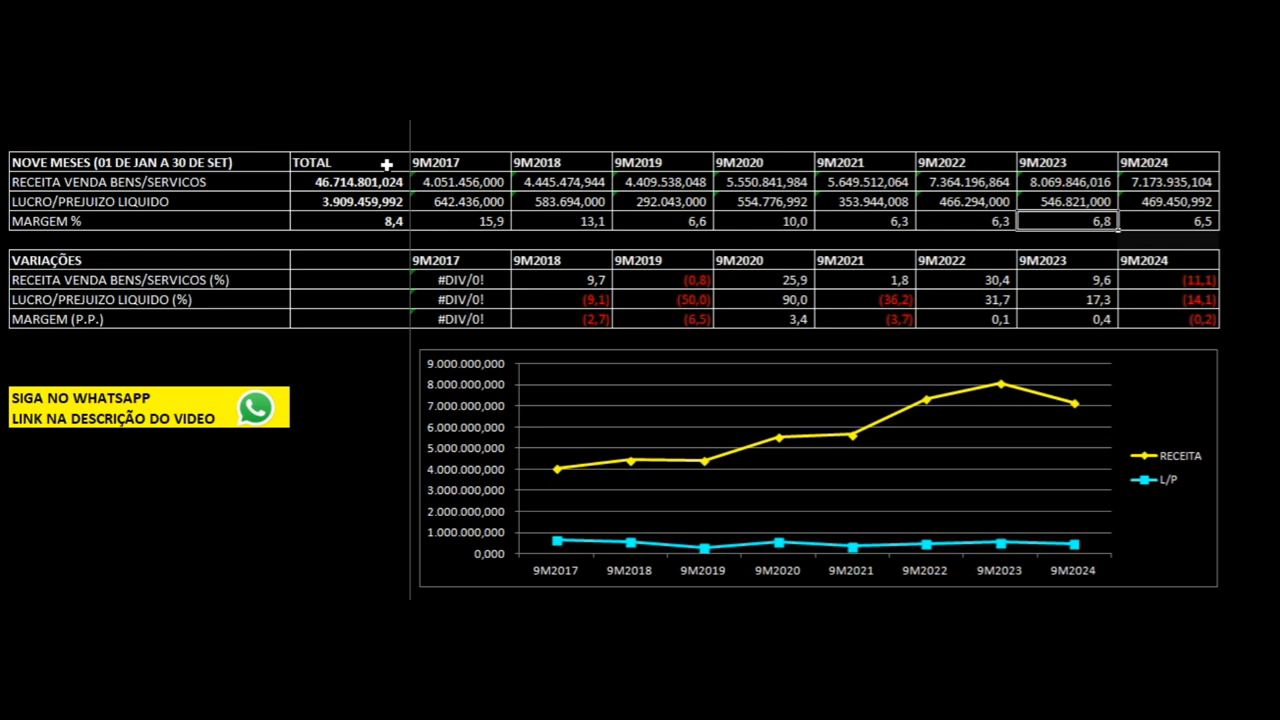 NOVE MESES (01 DE JAN A 30 DE SET) TOTAL 9M2017 9M2018 9M2019 9M2020 9M2021 9M2022 9M2023 9M2024
RECEITA VENDA BENS/SERVICOS 46.714.801,024 4.051.456,000 4.445.474,944 4.409.538,048 5.550.841,984 5.649.512,064 7.364.196,864 8.069.846,016 7.173.935,104
LUCRO/PREJUIZO LIQUIDO 3.909.459,992 642.436,000 583.694,000 292.043,000 554.776,992 353.944,008 466.294,000 546.821,000 469.450,992
MARGEM % 8,4 15,9 13,1 6,6 10,0 6,3 6,3 6,8 6,5
VARIAÇÕES 9M2017 9M2018 9M2019 9M2020 9M2021 9M2022 9M2023 9M2024
RECEITA VENDA BENS/SERVICOS (%) #DIV/0! 9,7 (0,8) 25,9 1,8 30,4 9,6 (11,1)
LUCRO/PREJUIZO LIQUIDO (%) #DIV/0! (9,1) (50,0) 90,0 (36,2) 31,7 17,3 (14,1)
MARGEM (P.P.) #DIV/0! (2,7) (6,5) 3,4 (3,7) 0,1 0,4 (0,2)
SIGA NO WHATSAPP
LINK NA DESCRIÇÃO DO VIDEO
9.000.000,000
8.000.000,000
7.000.000,000
6.000.000,000
5.000.000,000
4.000.000,000
3.000.000,000
2.000.000,000
1.000.000,000
0,000
9M2017 9M2018 9M2019 9M2020 9M2021 9M2022 9M2023 9M2024
RECEITA
L/P